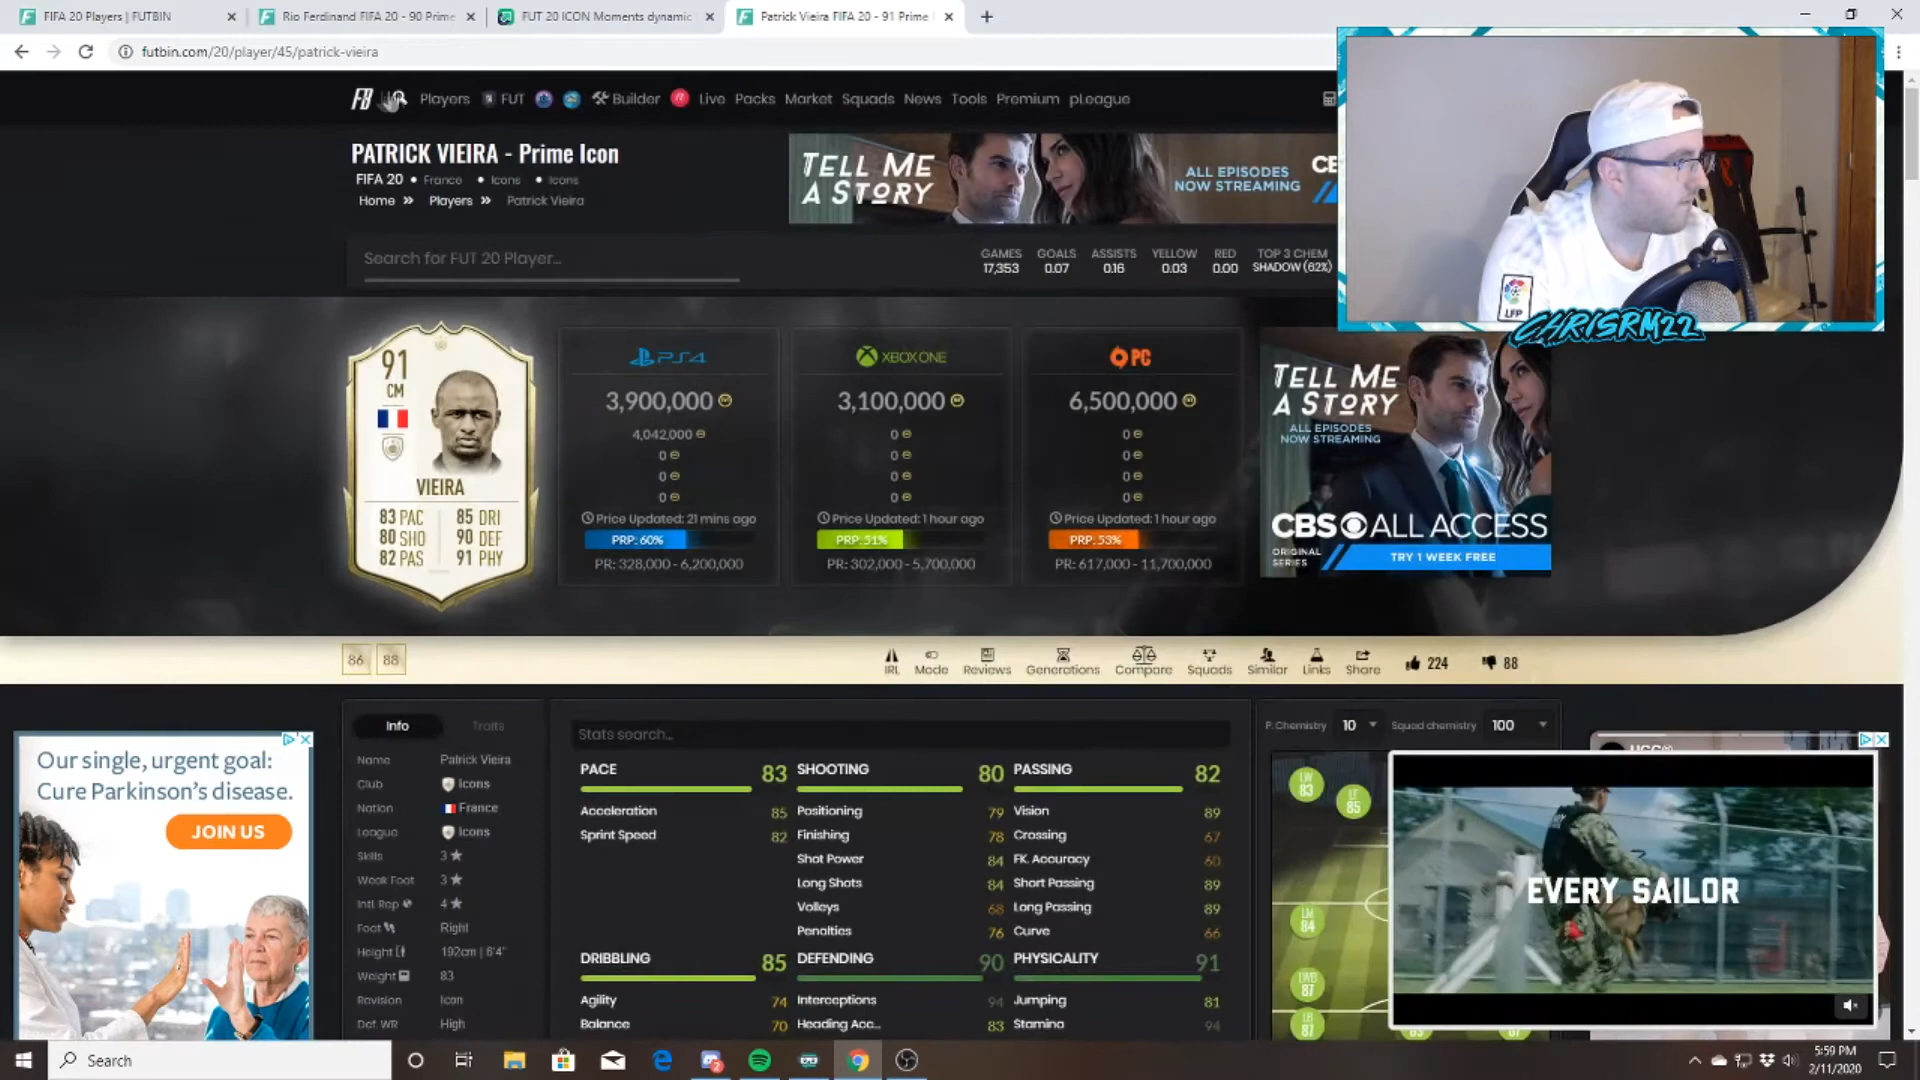 FIFA 20 Players | FUTBIN
Rio Ferdinand FIFA 20 - 90 Prime
FUT 20 ICON Moments dynamic
Patrick Vieira FIFA 20 - 91 Prime
futbin.com/20/player/45/patrick-vieira
FB
Players FUT Builder Live Packs Market Squads News Tools Premium pLeague
PATRICK VIEIRA - Prime Icon
FIFA 20 • France • Icons • Icons
Home » Players » Patrick Vieira
TELL ME
A STORY
ALL EPISODES
NOW STREAMING
Search for FUT 20 Player...
GAMES GOALS ASSISTS YELLOW RED TOP 3 CHEM
17,353 0.07 0.16 0.03 0.00 SHADOW (62%)
LFP
CHRISRM22
91
CM
VIEIRA
83 PAC 85 DRI
80 SHO 90 DEF
82 PAS 91 PHY
PS4
3,900,000
4,042,000
0
0
0
Price Updated: 21 mins ago
PRP: 60%
PR: 328,000 - 6,200,000
XBOX ONE
3,100,000
0
0
0
0
Price Updated: 1 hour ago
PRP: 51%
PR: 302,000 - 5,700,000
PC
6,500,000
0
0
0
0
Price Updated: 1 hour ago
PRP: 53%
PR: 617,000 - 11,700,000
TELL ME
A STORY
ALL EPISODES
NOW STREAMING
CBS ALL ACCESS
ORIGINAL
SERIES
TRY 1 WEEK FREE
86 88
IRL Mode Reviews Generations Compare Squads Similar Links Share 224 88
Our single, urgent goal:
Cure Parkinson's disease.
JOIN US
Info Traits
Name Patrick Vieira
Club Icons
Nation France
League Icons
Skills 3
Weak Foot 3
Intl Rep 4
Foot Right
Height 192cm | 6'4"
Weight 83
Revision Icon
Def. WR High
Stats search...
PACE 83
Acceleration 85
Sprint Speed 82
SHOOTING 80
Positioning 79
Finishing 78
Shot Power 84
Long Shots 84
Volleys 68
Penalties 76
PASSING 82
Vision 89
Crossing 67
FK. Accuracy 60
Short Passing 89
Long Passing 89
Curve 66
DRIBBLING 85
Agility 74
Balance 70
DEFENDING 90
Interceptions 94
Heading Acc... 83
PHYSICALITY 91
Jumping 81
Stamina 94
P. Chemistry 10 Squad chemistry 100
LW
83
LF
85
LM
84
LWB
87
LB
87
EVERY SAILOR
Search
5:59 PM
2/11/2020